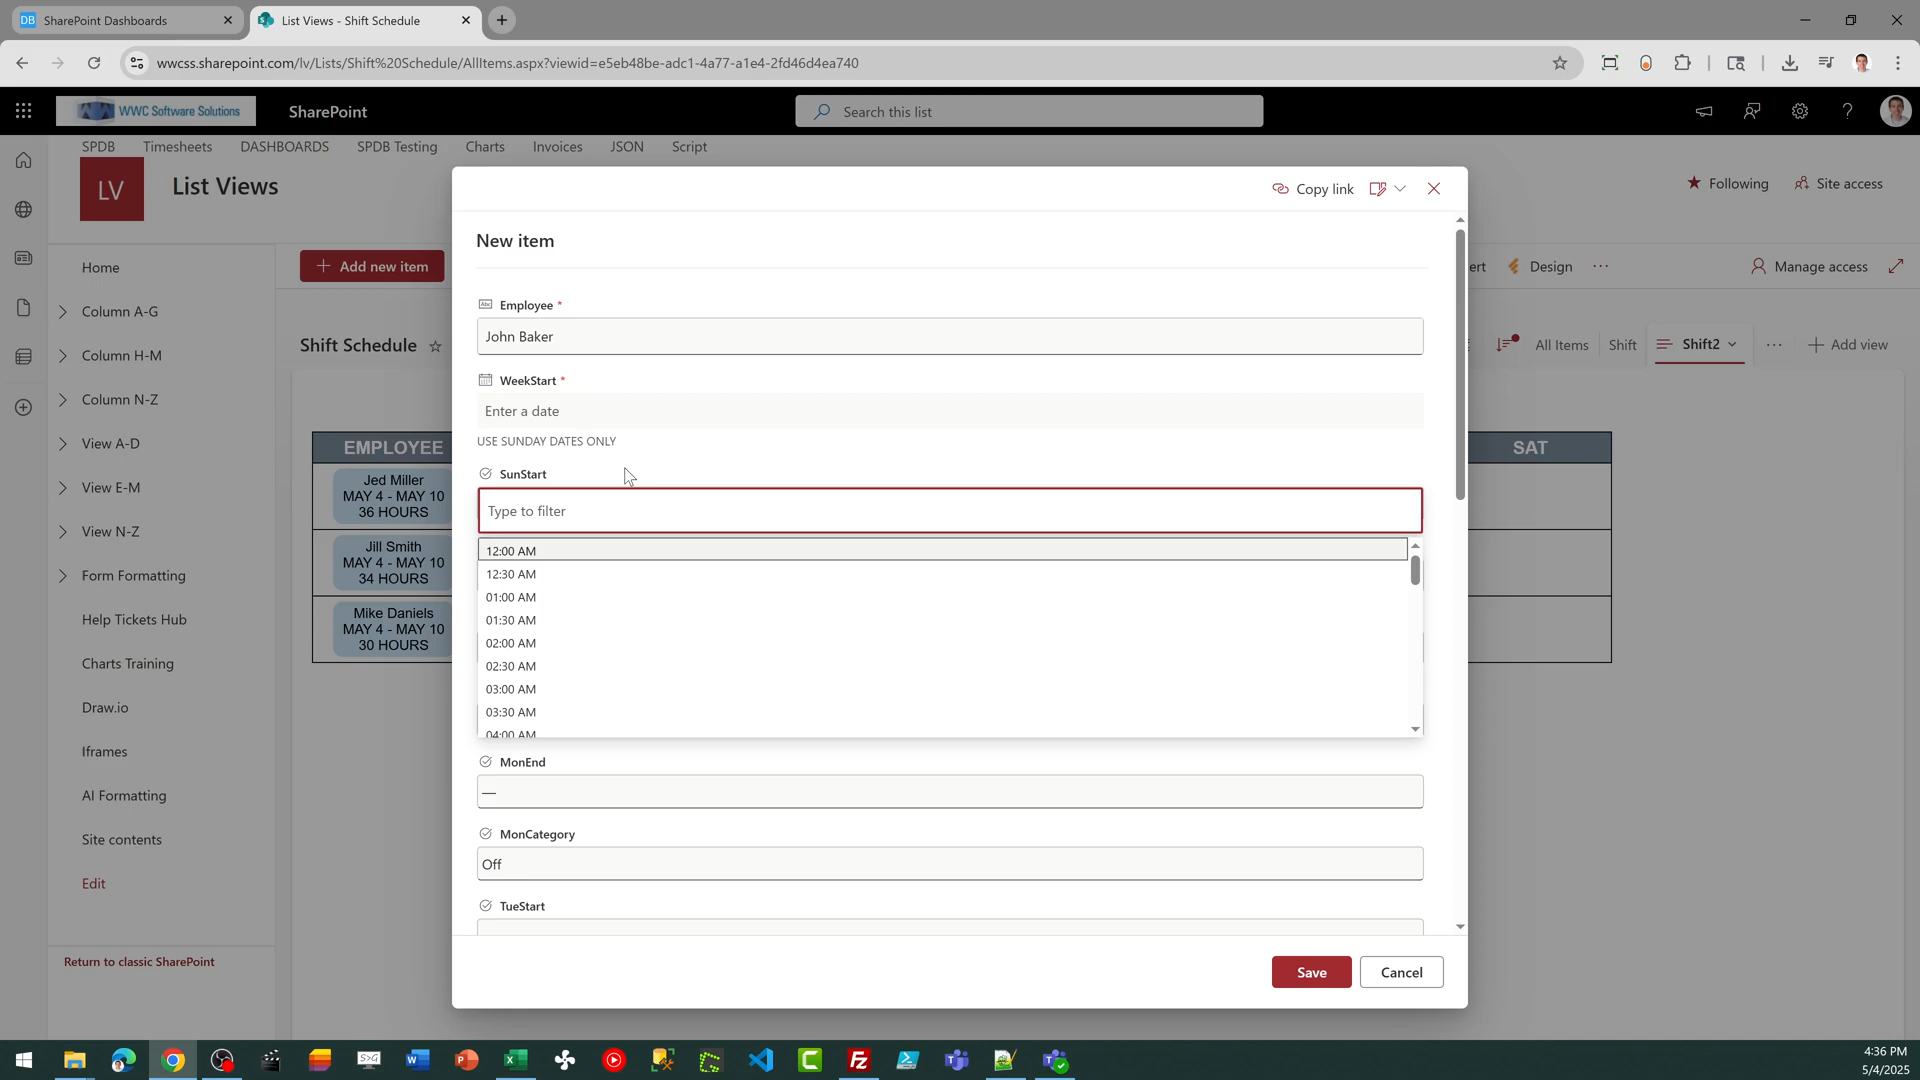 DB SharePoint Dashboards
List Views - Shift Schedule
wwcss.sharepoint.com/lv/Lists/Shift%20Schedule/AllItems.aspx?viewid=e5eb48be-adc1-4a77-a1e4-2fd46d4ea740
WWC Software Solutions
SharePoint
Search this list
SPDB Timesheets DASHBOARDS SPDB Testing Charts Invoices JSON Script
LV
List Views
Following
Site access
Copy link
New item
Home
Add new item
ert
Design
Manage access
Column A-G
Column H-M
Column N-Z
View A-D
View E-M
View N-Z
Form Formatting
Help Tickets Hub
Charts Training
Draw.io
Iframes
AI Formatting
Site contents
Edit
Return to classic SharePoint
Shift Schedule
All Items
Shift
Shift2
Add view
EMPLOYEE
SAT
Jed Miller
MAY 4 - MAY 10
36 HOURS
Jill Smith
MAY 4 - MAY 10
34 HOURS
Mike Daniels
MAY 4 - MAY 10
30 HOURS
Employee *
John Baker
WeekStart *
Enter a date
USE SUNDAY DATES ONLY
SunStart
Type to filter
12:00 AM
12:30 AM
01:00 AM
01:30 AM
02:00 AM
02:30 AM
03:00 AM
03:30 AM
04:00 AM
MonEnd
—
MonCategory
Off
TueStart
Save
Cancel
4:36 PM
5/4/2025